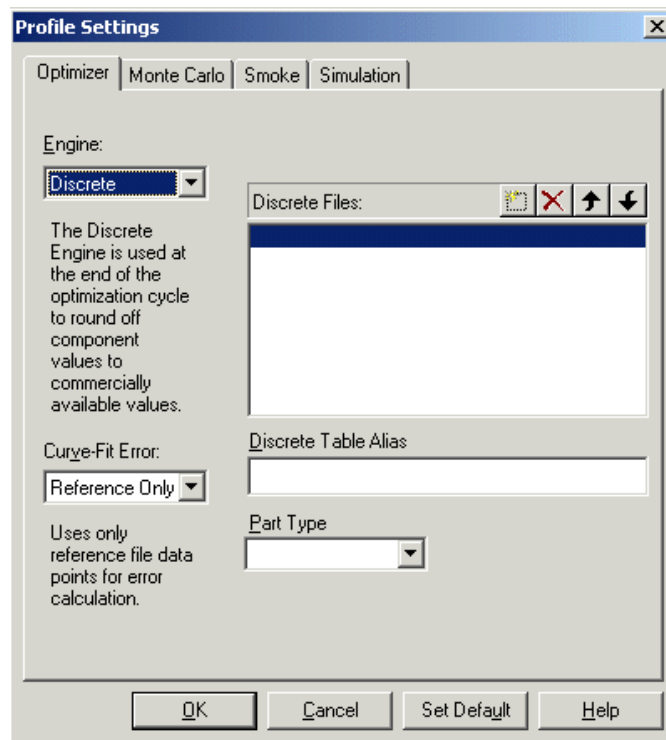 Profile Settings
Optimizer
Monte Carlo
Smoke
Simulation
Engine:
Discrete
The Discrete
Engine is used at
the end of the
optimization cycle
to round off
component
values to
commercially
available values.
Curve-Fit Error:
Reference Only
Uses only
reference file data
points for error
calculation.
Discrete Files:
Discrete Table Alias
Part Type
OK
Cancel
Set Default
Help